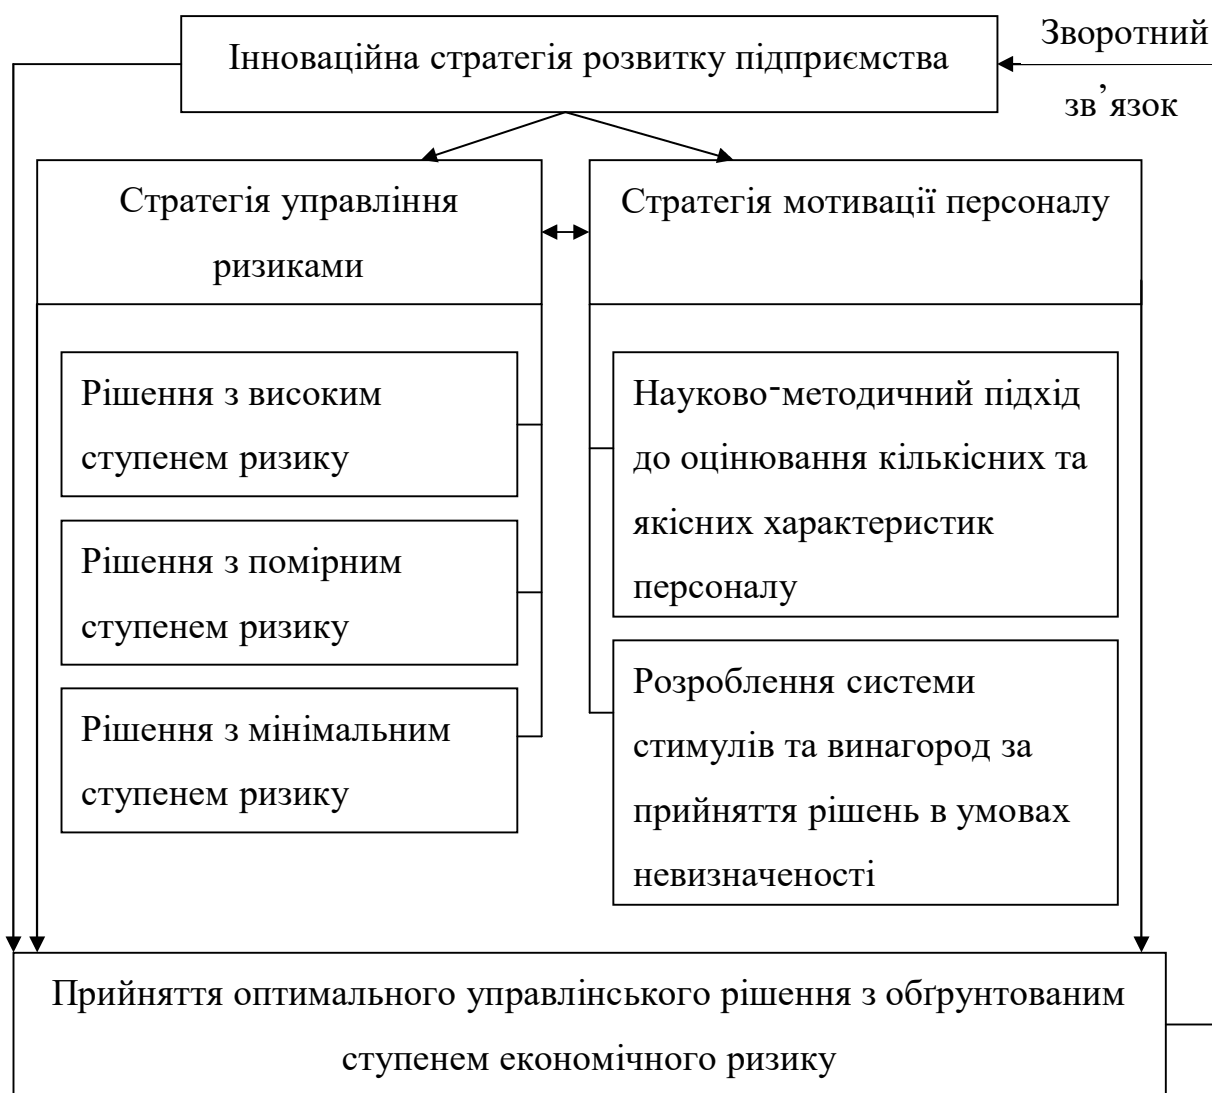 Інноваційна стратегія розвитку підприємства
Зворотний
зв’язок
Стратегія управління
ризиками
Стратегія мотивації персоналу
Рішення з високим
ступенем ризику
Рішення з помірним
ступенем ризику
Рішення з мінімальним
ступенем ризику
Науково-методичний підхід
до оцінювання кількісних та
якісних характеристик
персоналу
Розроблення системи
стимулів та винагород за
прийняття рішень в умовах
невизначеності
Прийняття оптимального управлінського рішення з обґрунтованим
ступенем економічного ризику